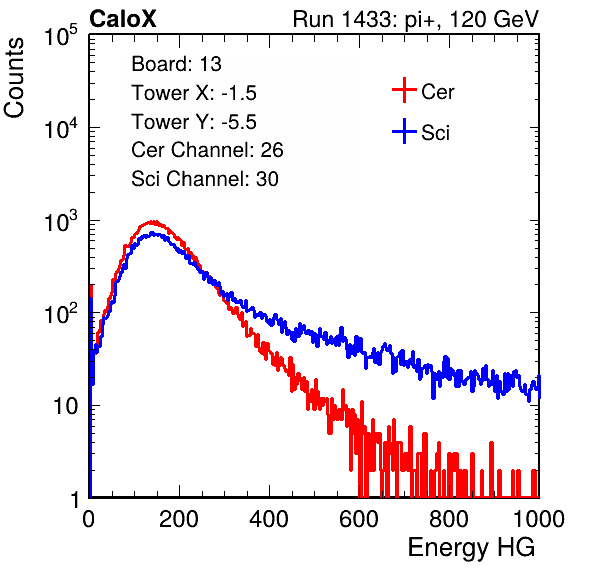 CaloX Run 1433: pi+, 120 GeV
Counts
Board: 13
Tower X: -1.5
Tower Y: -5.5
Cer Channel: 26
Sci Channel: 30
Cer
Sci
10^5
10^4
10^3
10^2
10
1
0 200 400 600 800 1000
Energy HG